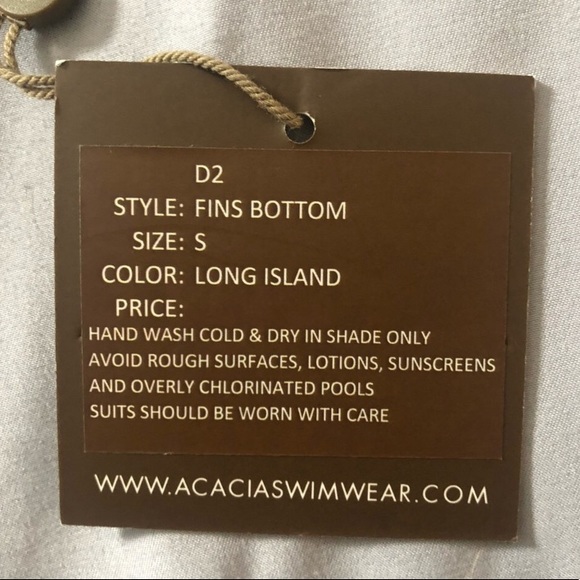 D2
STYLE: FINS BOTTOM
SIZE: S
COLOR: LONG ISLAND
PRICE:
HAND WASH COLD & DRY IN SHADE ONLY
AVOID ROUGH SURFACES, LOTIONS, SUNSCREENS
AND OVERLY CHLORINATED POOLS
SUITS SHOULD BE WORN WITH CARE
WWW.ACACIASWIMWEAR.COM